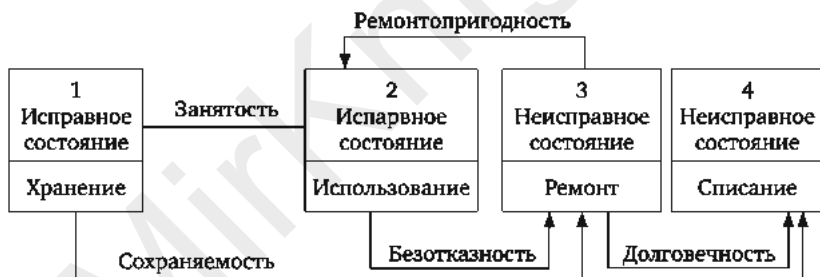 Ремонтопригодность
1
Исправное
состояние
Хранение
Занятость
2
Испарвное
состояние
Использование
3
Неисправное
состояние
Ремонт
4
Неисправное
состояние
Списание
Безотказность
Долговечность
Сохраняемость